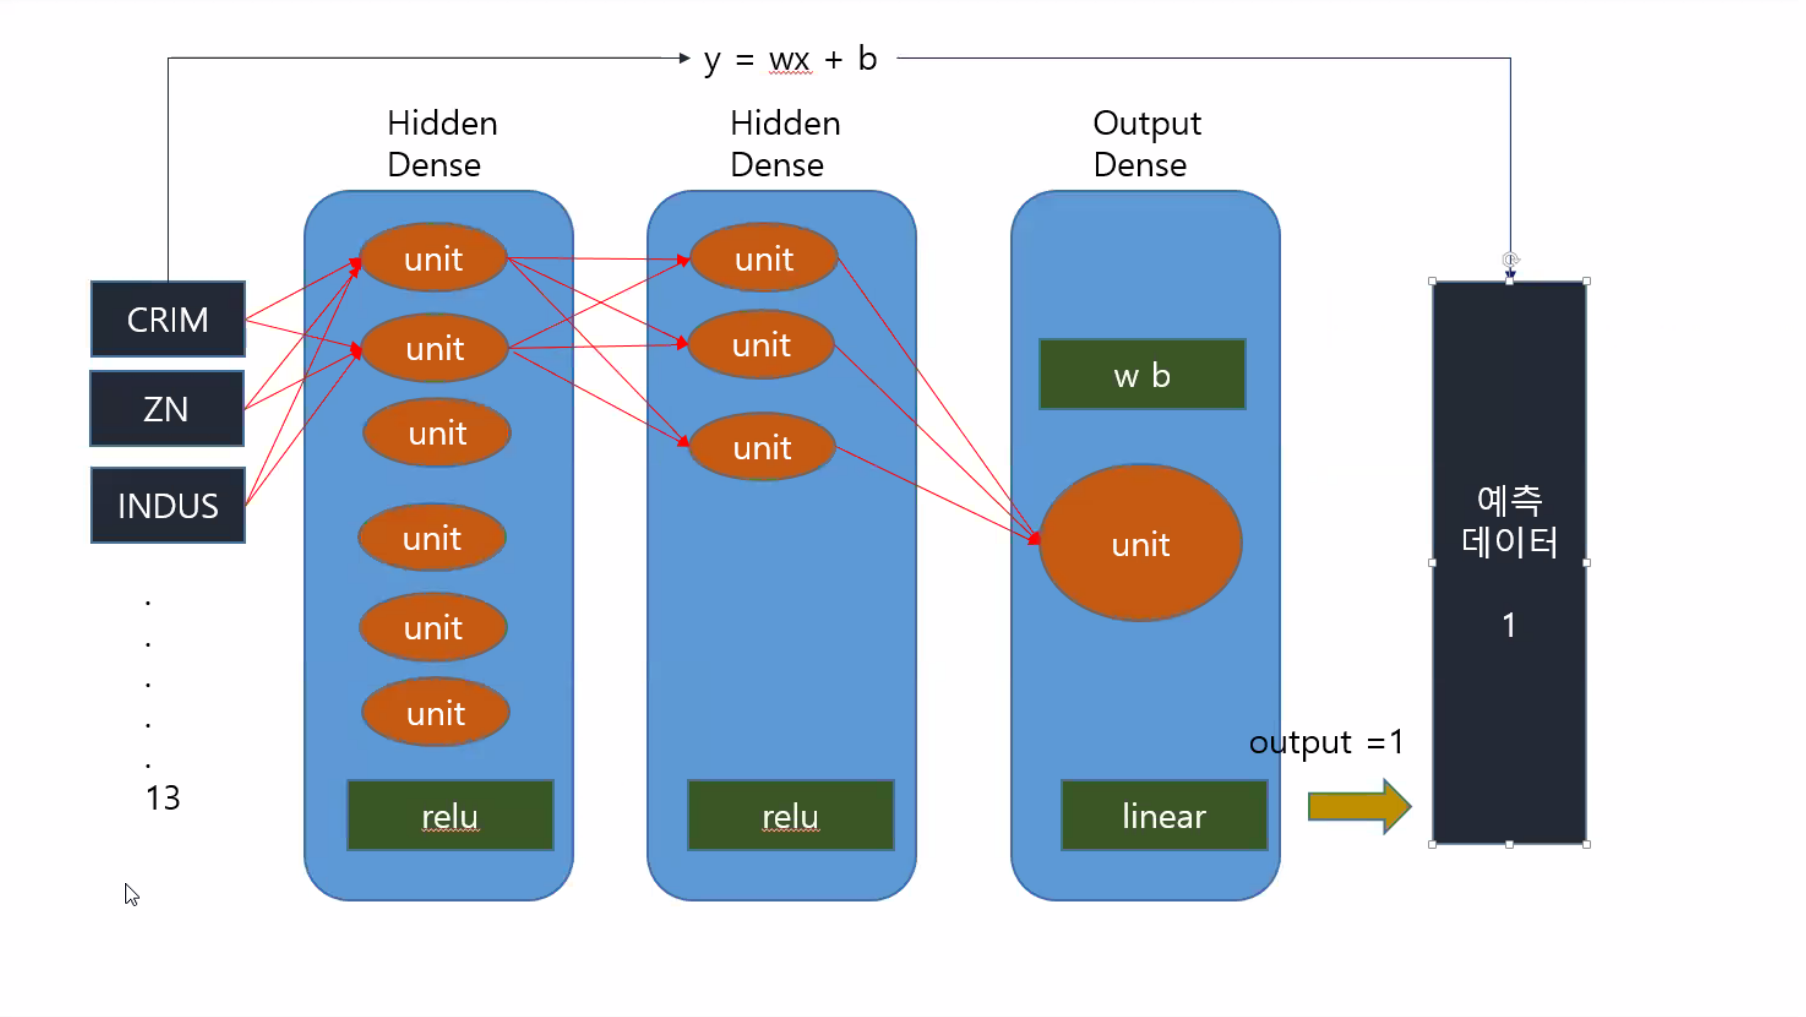 y = wx + b
Hidden
Dense
Hidden
Dense
Output
Dense
CRIM
ZN
INDUS
.
.
.
.
.
13
unit
unit
unit
unit
unit
unit
relu
unit
unit
unit
relu
w b
unit
linear
output =1
예측
데이터
1